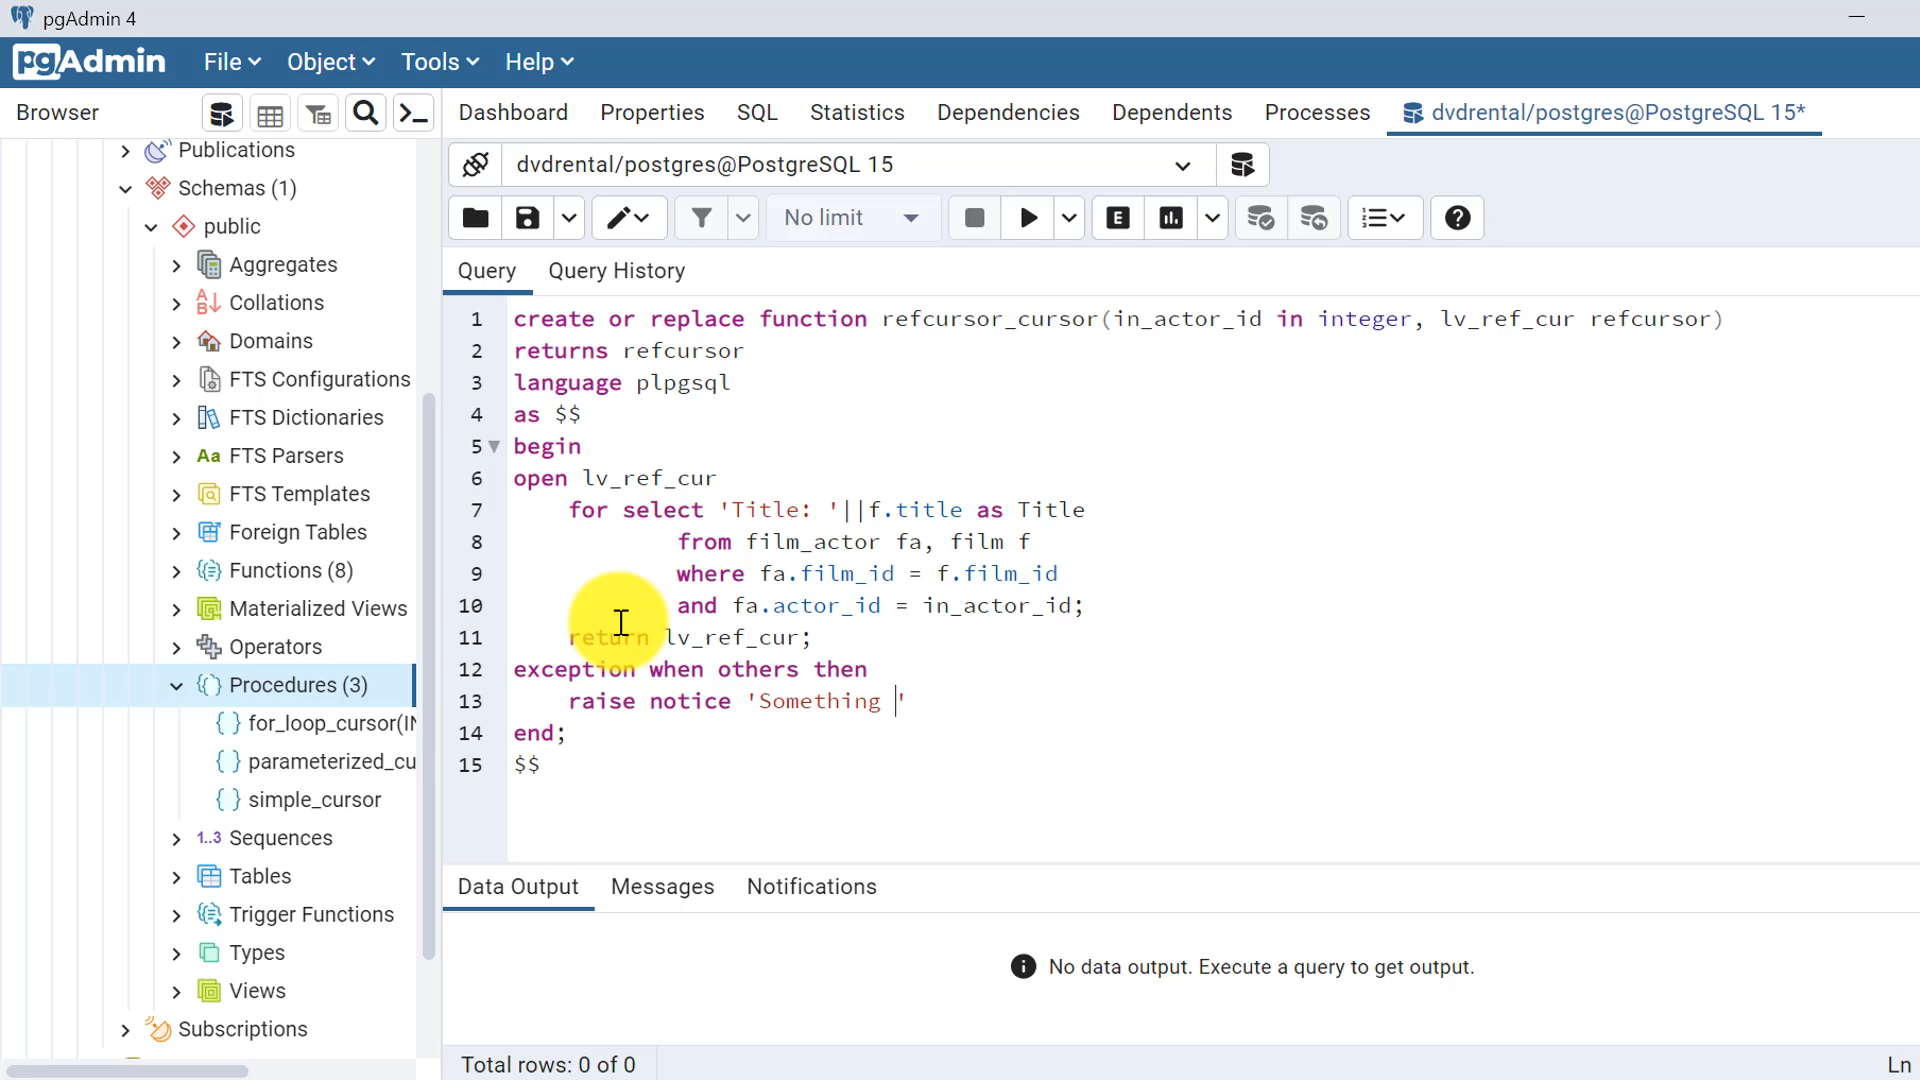 pgAdmin 4
pgAdmin File Object Tools Help
Browser
Dashboard Properties SQL Statistics Dependencies Dependents Processes dvdrental/postgres@PostgreSQL 15*
Publications
Schemas (1)
public
Aggregates
Collations
Domains
FTS Configurations
FTS Dictionaries
Aa FTS Parsers
FTS Templates
Foreign Tables
Functions (8)
Materialized Views
Operators
Procedures (3)
for_loop_cursor(IN
parameterized_cu
simple_cursor
1..3 Sequences
Tables
Trigger Functions
Types
Views
Subscriptions
dvdrental/postgres@PostgreSQL 15
No limit E
Query Query History
1 create or replace function refcursor_cursor(in_actor_id in integer, lv_ref_cur refcursor)
2 returns refcursor
3 language plpgsql
4 as $$
5 begin
6 open lv_ref_cur
7 for select 'Title: '||f.title as Title
8 from film_actor fa, film f
9 where fa.film_id = f.film_id
10 and fa.actor_id = in_actor_id;
11 return lv_ref_cur;
12 exception when others then
13 raise notice 'Something '
14 end;
15 $$
Data Output Messages Notifications
No data output. Execute a query to get output.
Total rows: 0 of 0
Ln